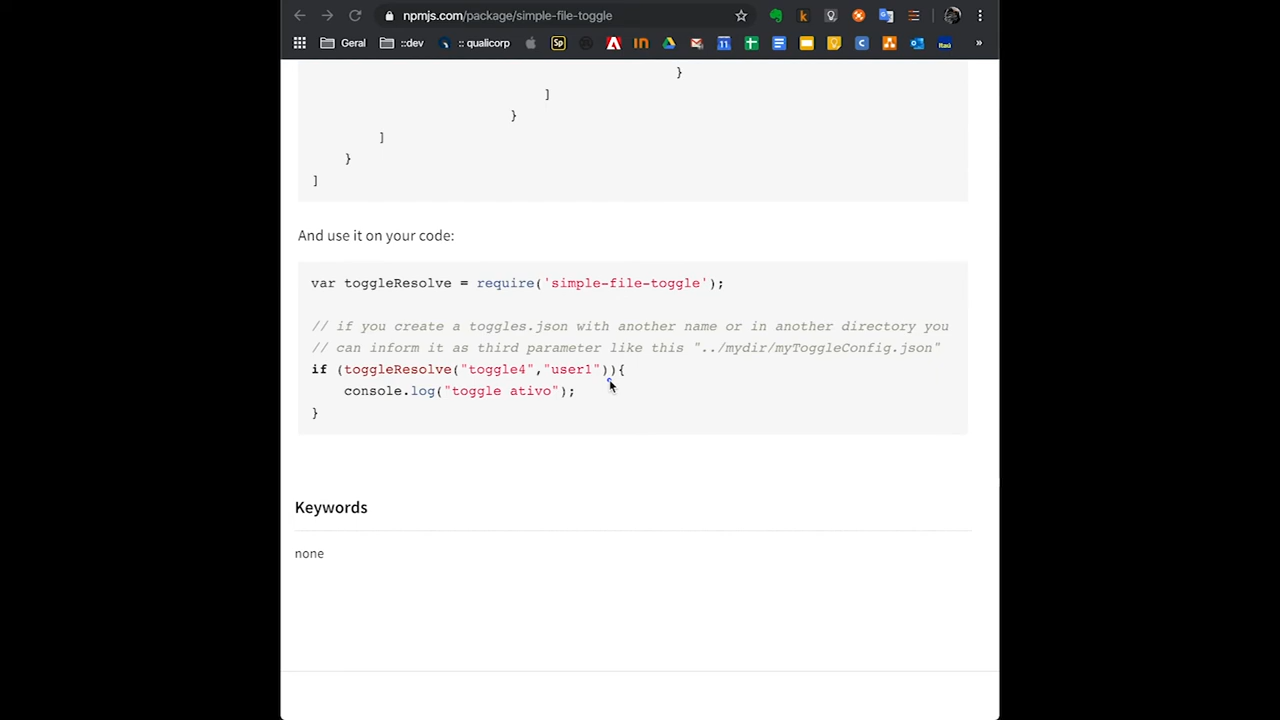 npmjs.com/package/simple-file-toggle
Geral ::dev :: qualicorp Sp »
}
]
}
]
}
]
And use it on your code:
var toggleResolve = require('simple-file-toggle');
// if you create a toggles.json with another name or in another directory you
// can inform it as third parameter like this "../mydir/myToggleConfig.json"
if (toggleResolve("toggle4","user1")){
console.log("toggle ativo");
}
Keywords
none